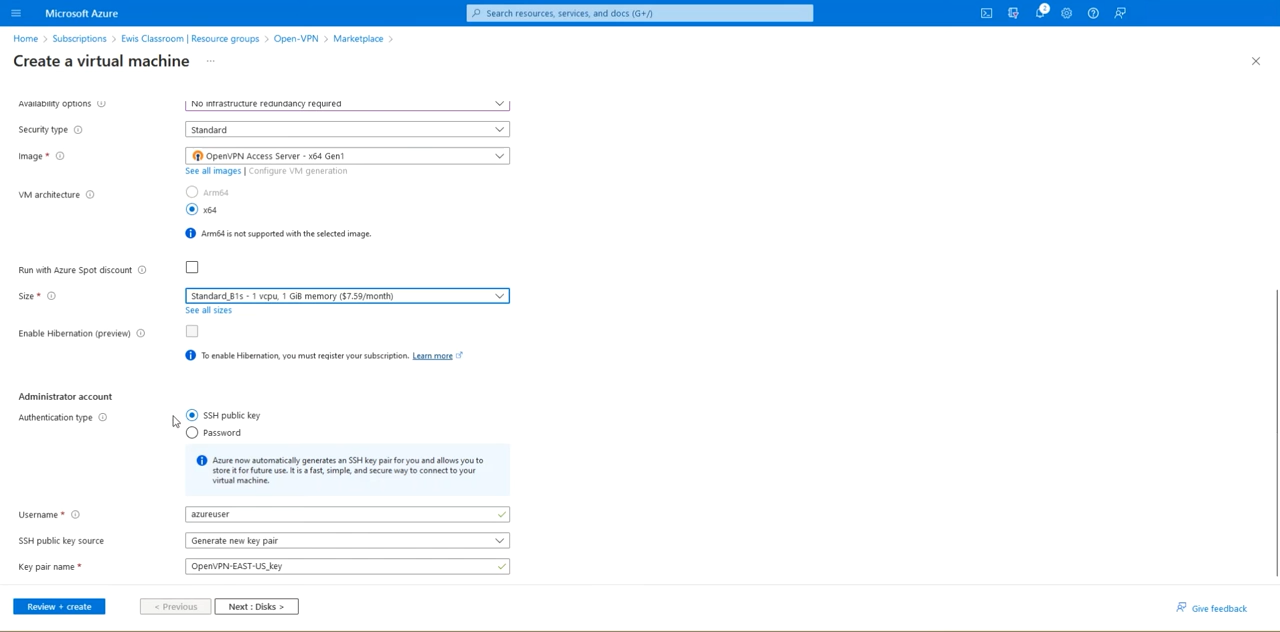 Microsoft Azure
Search resources, services, and docs (G+/)
2
Home > Subscriptions > Ewis Classroom | Resource groups > Open-VPN > Marketplace >
Create a virtual machine ...
Availability options
No infrastructure redundancy required
Security type
Standard
Image *
OpenVPN Access Server - x64 Gen1
See all images | Configure VM generation
VM architecture
Arm64
x64
Arm64 is not supported with the selected image.
Run with Azure Spot discount
Size *
Standard_B1s - 1 vcpu, 1 GiB memory ($7.59/month)
See all sizes
Enable Hibernation (preview)
To enable Hibernation, you must register your subscription. Learn more
Administrator account
Authentication type
SSH public key
Password
Azure now automatically generates an SSH key pair for you and allows you to
store it for future use. It is a fast, simple, and secure way to connect to your
virtual machine.
Username *
azureuser
SSH public key source
Generate new key pair
Key pair name *
OpenVPN-EAST-US_key
Review + create
< Previous
Next : Disks >
Give feedback